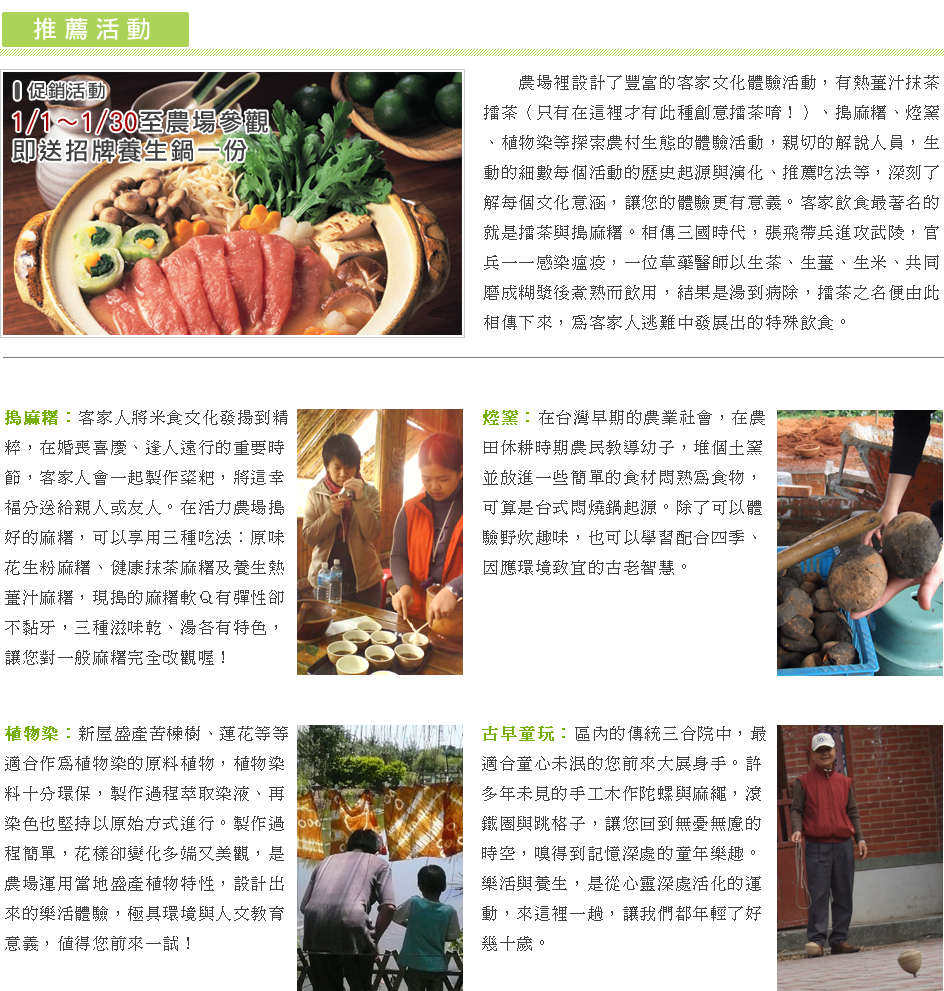 推薦活動
促銷活動
1/1～1/30至農場參觀
即送招牌養生鍋一份
農場裡設計了豐富的客家文化體驗活動，有熱薑汁抹茶
擂茶（只有在這裡才有此種創意擂茶唷！）、搗麻糬、焢窯
、植物染等探索農村生態的體驗活動，親切的解說人員，生
動的細數每個活動的歷史起源與演化、推薦吃法等，深刻了
解每個文化意涵，讓您的體驗更有意義。客家飲食最著名的
就是擂茶與搗麻糬。相傳三國時代，張飛帶兵進攻武陵，官
兵一一感染瘟疫，一位草藥醫師以生茶、生薑、生米、共同
磨成糊漿後煮熟而飲用，結果是湯到病除，擂茶之名便由此
相傳下來，為客家人逃難中發展出的特殊飲食。
搗麻糬：客家人將米食文化發揚到精
粹，在婚喪喜慶、逢人遠行的重要時
節，客家人會一起製作粢粑，將這幸
福分送給親人或友人。在活力農場搗
好的麻糬，可以享用三種吃法：原味
花生粉麻糬、健康抹茶麻糬及養生熱
薑汁麻糬，現搗的麻糬軟Ｑ有彈性卻
不黏牙，三種滋味乾、湯各有特色，
讓您對一般麻糬完全改觀喔！
焢窯：在台灣早期的農業社會，在農
田休耕時期農民教導幼子，堆個土窯
並放進一些簡單的食材悶熟為食物，
可算是台式悶燒鍋起源。除了可以體
驗野炊趣味，也可以學習配合四季、
因應環境致宜的古老智慧。
植物染：新屋盛產苦楝樹、蓮花等等
適合作為植物染的原料植物，植物染
料十分環保，製作過程萃取染液、再
染色也堅持以原始方式進行。製作過
程簡單，花樣卻變化多端又美觀，是
農場運用當地盛產植物特性，設計出
來的樂活體驗，極具環境與人文教育
意義，值得您前來一試！
古早童玩：區內的傳統三合院中，最
適合童心未泯的您前來大展身手。許
多年未見的手工木作陀螺與麻繩，滾
鐵圈與跳格子，讓您回到無憂無慮的
時空，嗅得到記憶深處的童年樂趣。
樂活與養生，是從心靈深處活化的運
動，來這裡一趟，讓我們都年輕了好
幾十歲。